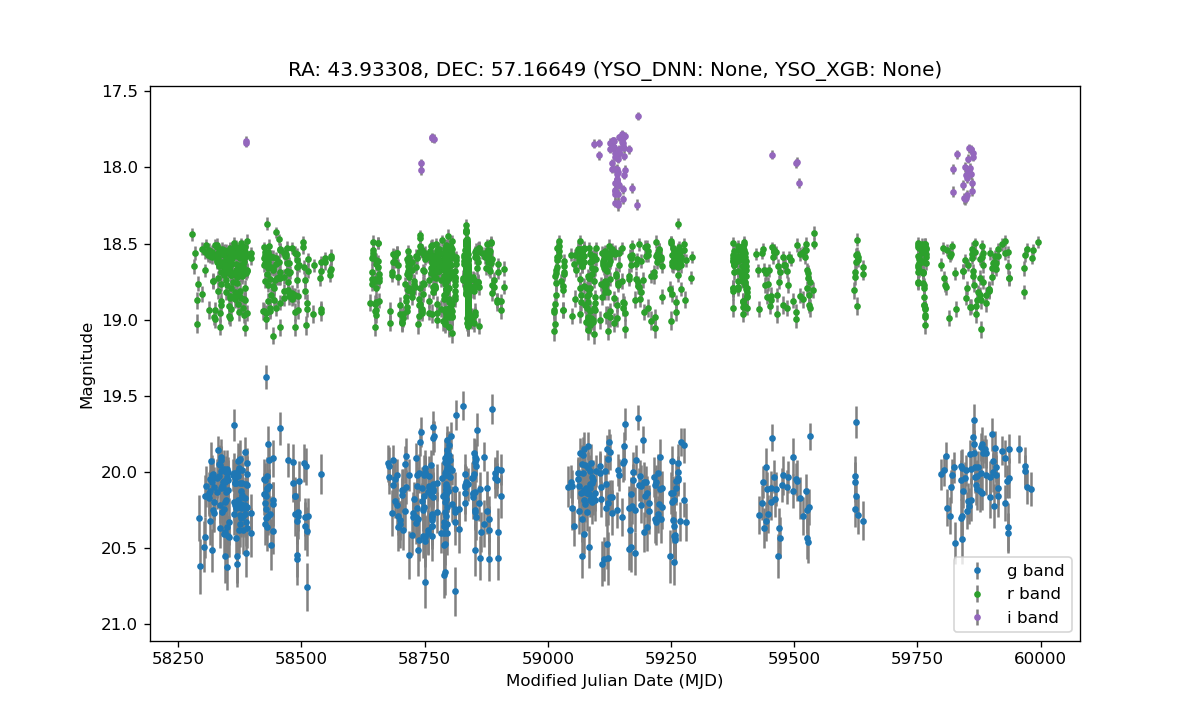 RA: 43.93308, DEC: 57.16649 (YSO_DNN: None, YSO_XGB: None)
17.5
18.0
18.5
19.0
19.5
20.0
20.5
21.0
Magnitude
58250
58500
58750
59000
59250
59500
59750
60000
Modified Julian Date (MJD)
g band
r band
i band